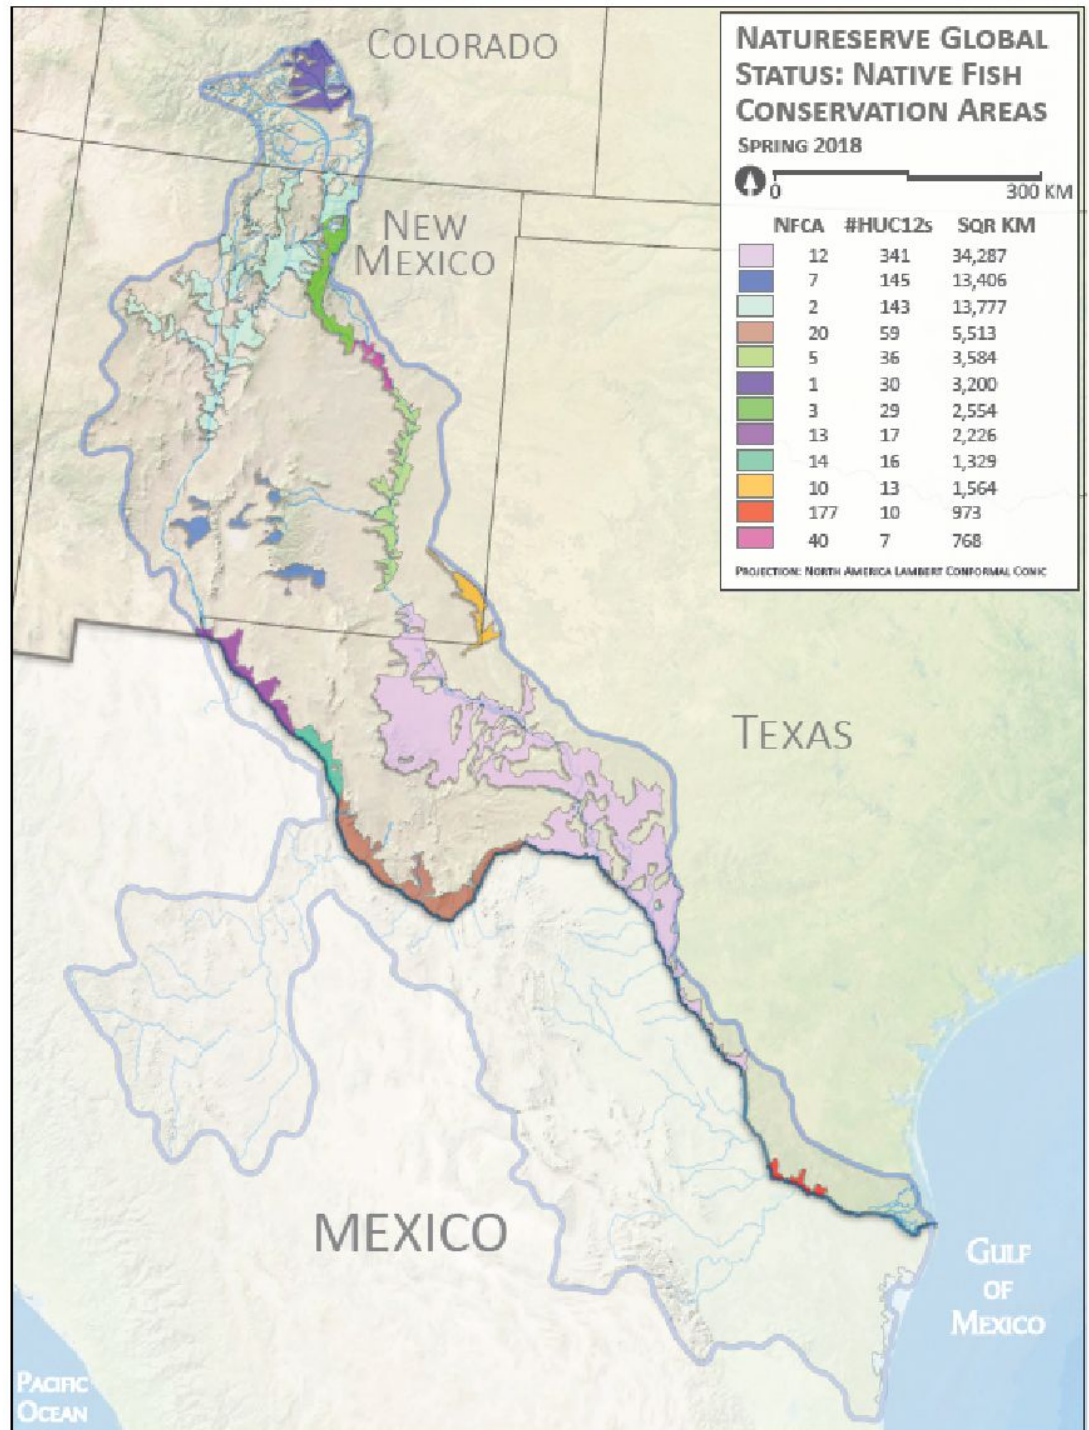 COLORADO
NEW
MEXICO
TEXAS
MEXICO
GULF
OF
MEXICO
PACIFIC
OCEAN
NATURESERVE GLOBAL
STATUS: NATIVE FISH
CONSERVATION AREAS
SPRING 2018
0 300 KM
NFCA #HUC12s SQR KM
12 341 34,287
7 145 13,406
2 143 13,777
20 59 5,513
5 36 3,584
1 30 3,200
3 29 2,554
13 17 2,226
14 16 1,329
10 13 1,564
177 10 973
40 7 768
PROJECTION: NORTH AMERICA LAMBERT CONFORMAL CONIC